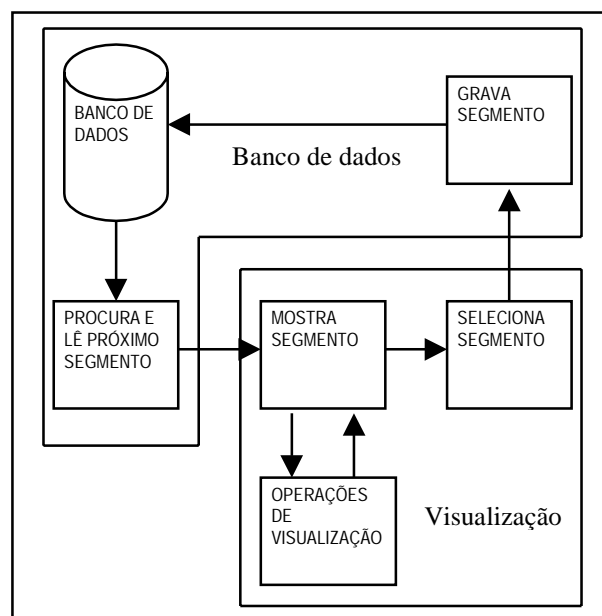 BANCO DE
DADOS
GRAVA
SEGMENTO
Banco de dados
PROCURA E
LÊ PRÓXIMO
SEGMENTO
MOSTRA
SEGMENTO
SELECIONA
SEGMENTO
OPERAÇÕES
DE
VISUALIZAÇÃO
Visualização